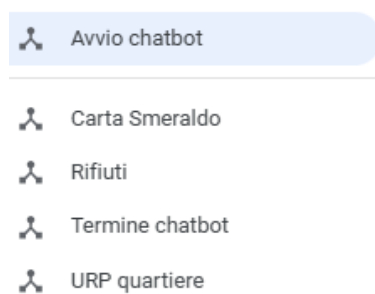 Avvio chatbot
Carta Smeraldo
Rifiuti
Termine chatbot
URP quartiere